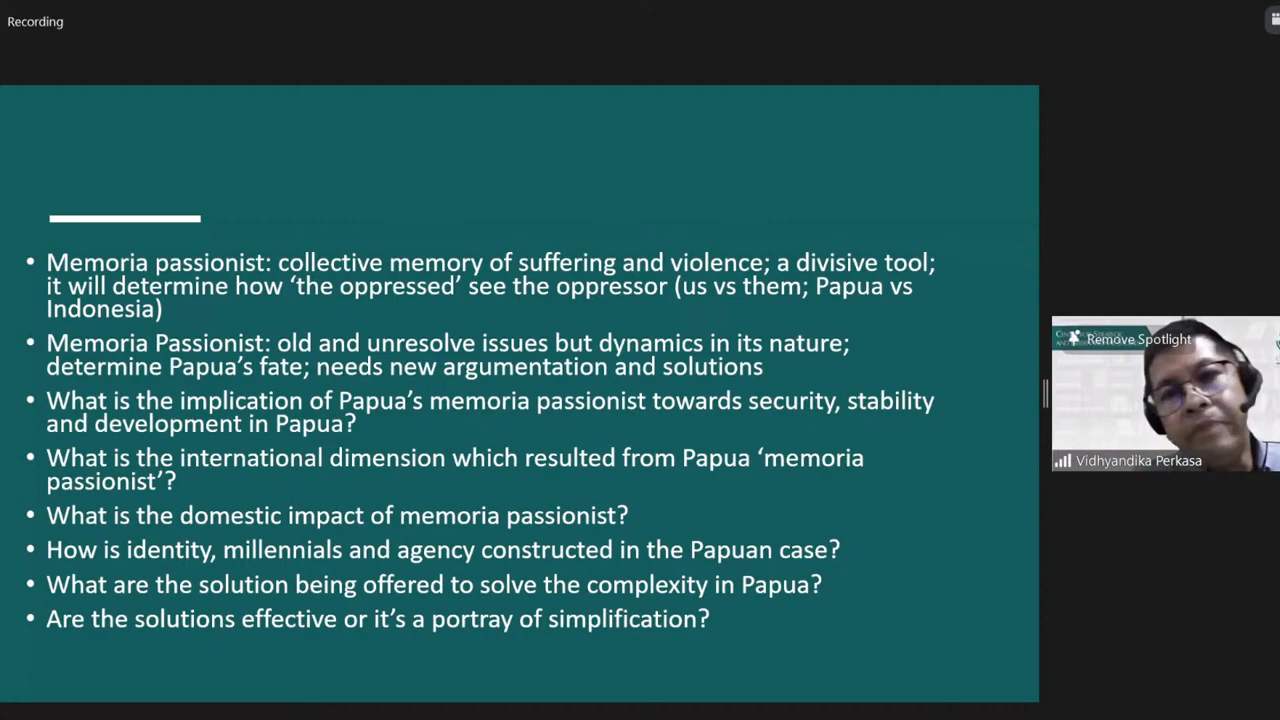 Recording
• Memoria passionist: collective memory of suffering and violence; a divisive tool;
it will determine how ‘the oppressed’ see the oppressor (us vs them; Papua vs
Indonesia)
• Memoria Passionist: old and unresolve issues but dynamics in its nature;
determine Papua’s fate; needs new argumentation and solutions
• What is the implication of Papua’s memoria passionist towards security, stability
and development in Papua?
• What is the international dimension which resulted from Papua ‘memoria
passionist’?
• What is the domestic impact of memoria passionist?
• How is identity, millennials and agency constructed in the Papuan case?
• What are the solution being offered to solve the complexity in Papua?
• Are the solutions effective or it’s a portray of simplification?
Remove Spotlight
Vidhyandika Perkasa